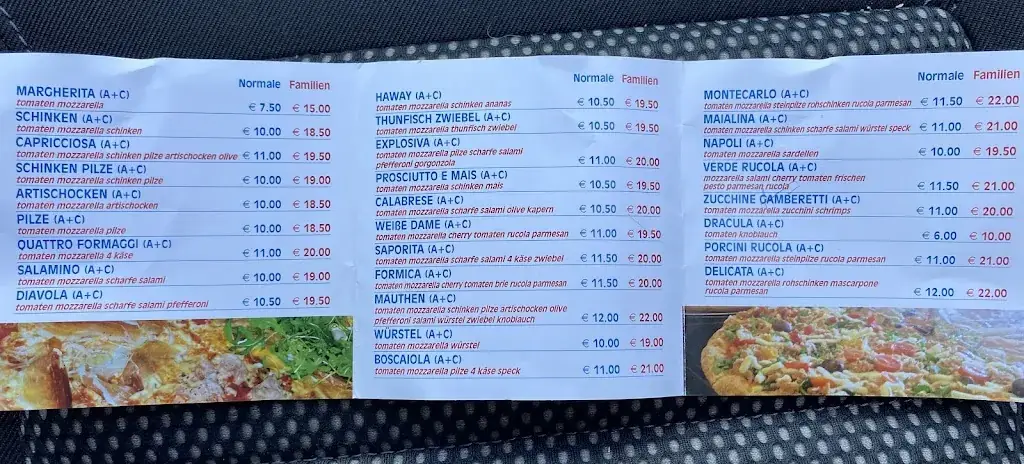 Normale Familien
MARGHERITA (A+C)
tomaten mozzarella € 7.50 € 15.00
SCHINKEN (A+C)
tomaten mozzarella schinken € 10.00 € 18.50
CAPRICCIOSA (A+C)
tomaten mozzarella schinken pilze artischocken olive € 11.00 € 19.50
SCHINKEN PILZE (A+C)
tomaten mozzarella schinken pilze € 10.00 € 19.00
ARTISCHOCKEN (A+C)
tomaten mozzarella artischocken € 10.00 € 18.50
PILZE (A+C)
tomaten mozzarella pilze € 10.00 € 18.50
QUATTRO FORMAGGI (A+C)
tomaten mozzarella 4 käse € 11.00 € 20.00
SALAMINO (A+C)
tomaten mozzarella scharfe salami € 10.00 € 19.00
DIAVOLA (A+C)
tomaten mozzarella scharfe salami pfefferoni € 10.50 € 19.50
Normale Familien
HAWAY (A+C)
tomaten mozzarella schinken ananas € 10.50 € 19.50
THUNFISCH ZWIEBEL (A+C)
tomaten mozzarella thunfisch zwiebel € 10.50 € 19.50
EXPLOSIVA (A+C)
tomaten mozzarella pilze scharfe salami
pfefferoni gorgonzola € 11.00 € 20.00
PROSCIUTTO E MAIS (A+C)
tomaten mozzarella schinken mais € 10.50 € 19.50
CALABRESE (A+C)
tomaten mozzarella scharfe salami olive kapern € 10.50 € 20.00
WEIßE DAME (A+C)
tomaten mozzarella cherry tomaten rucola parmesan € 11.00 € 19.50
SAPORITA (A+C)
tomaten mozzarella scharfe salami 4 käse zwiebel € 11.50 € 20.00
FORMICA (A+C)
tomaten mozzarella cherry tomaten brie rucola parmesan € 11.50 € 20.00
MAUTHEN (A+C)
tomaten mozzarella schinken pilze artischocken olive
pfefferoni salami würstel zwiebel knoblauch € 12.00 € 22.00
WÜRSTEL (A+C)
tomaten mozzarella würstel € 10.00 € 19.00
BOSCAIOLA (A+C)
tomaten mozzarella pilze 4 käse speck € 11.00 € 21.00
Normale Familien
MONTECARLO (A+C)
tomaten mozzarella steinpilze rohschinken rucola parmesan € 11.50 € 22.00
MAIALINA (A+C)
tomaten mozzarella schinken scharfe salami würstel speck € 11.00 € 21.00
NAPOLI (A+C)
tomaten mozzarella sardellen € 10.00 € 19.50
VERDE RUCOLA (A+C)
mozzarella salami cherry tomaten frischen
pesto parmesan rucola € 11.50 € 21.00
ZUCCHINE GAMBERETTI (A+C)
tomaten mozzarella zucchini schrimps € 11.00 € 20.00
DRACULA (A+C)
tomaten knoblauch € 6.00 € 10.00
PORCINI RUCOLA (A+C)
tomaten mozzarella steinpilze rucola parmesan € 11.00 € 21.00
DELICATA (A+C)
tomaten mozzarella rohschinken mascarpone
rucola parmesan € 12.00 € 22.00